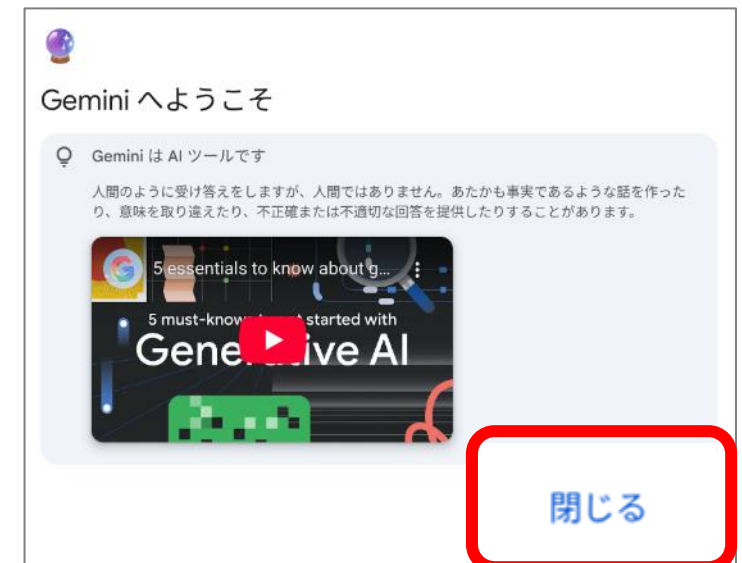 Gemini へようこそ
Gemini は AI ツールです
人間のように受け答えをしますが、人間ではありません。あたかも事実であるような話を作った
り、意味を取り違えたり、不正確または不適切な回答を提供したりすることがあります。
5 essentials to know about g...
5 must-know started with
Gene ive AI
閉じる